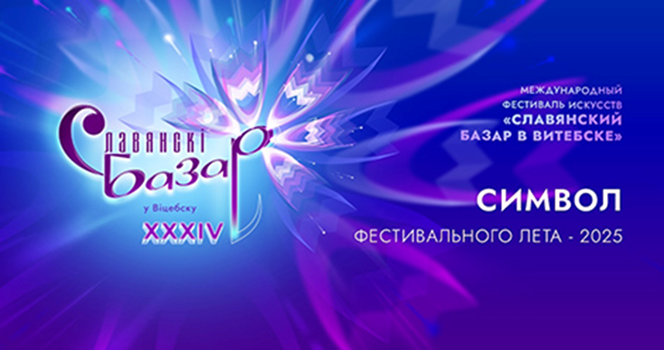 Славянскі
базар
у Віцебску
XXXIV
МЕЖДУНАРОДНЫЙ
ФЕСТИВАЛЬ ИСКУССТВ
«СЛАВЯНСКИЙ
БАЗАР В ВИТЕБСКЕ»
СИМВОЛ
ФЕСТИВАЛЬНОГО ЛЕТА - 2025